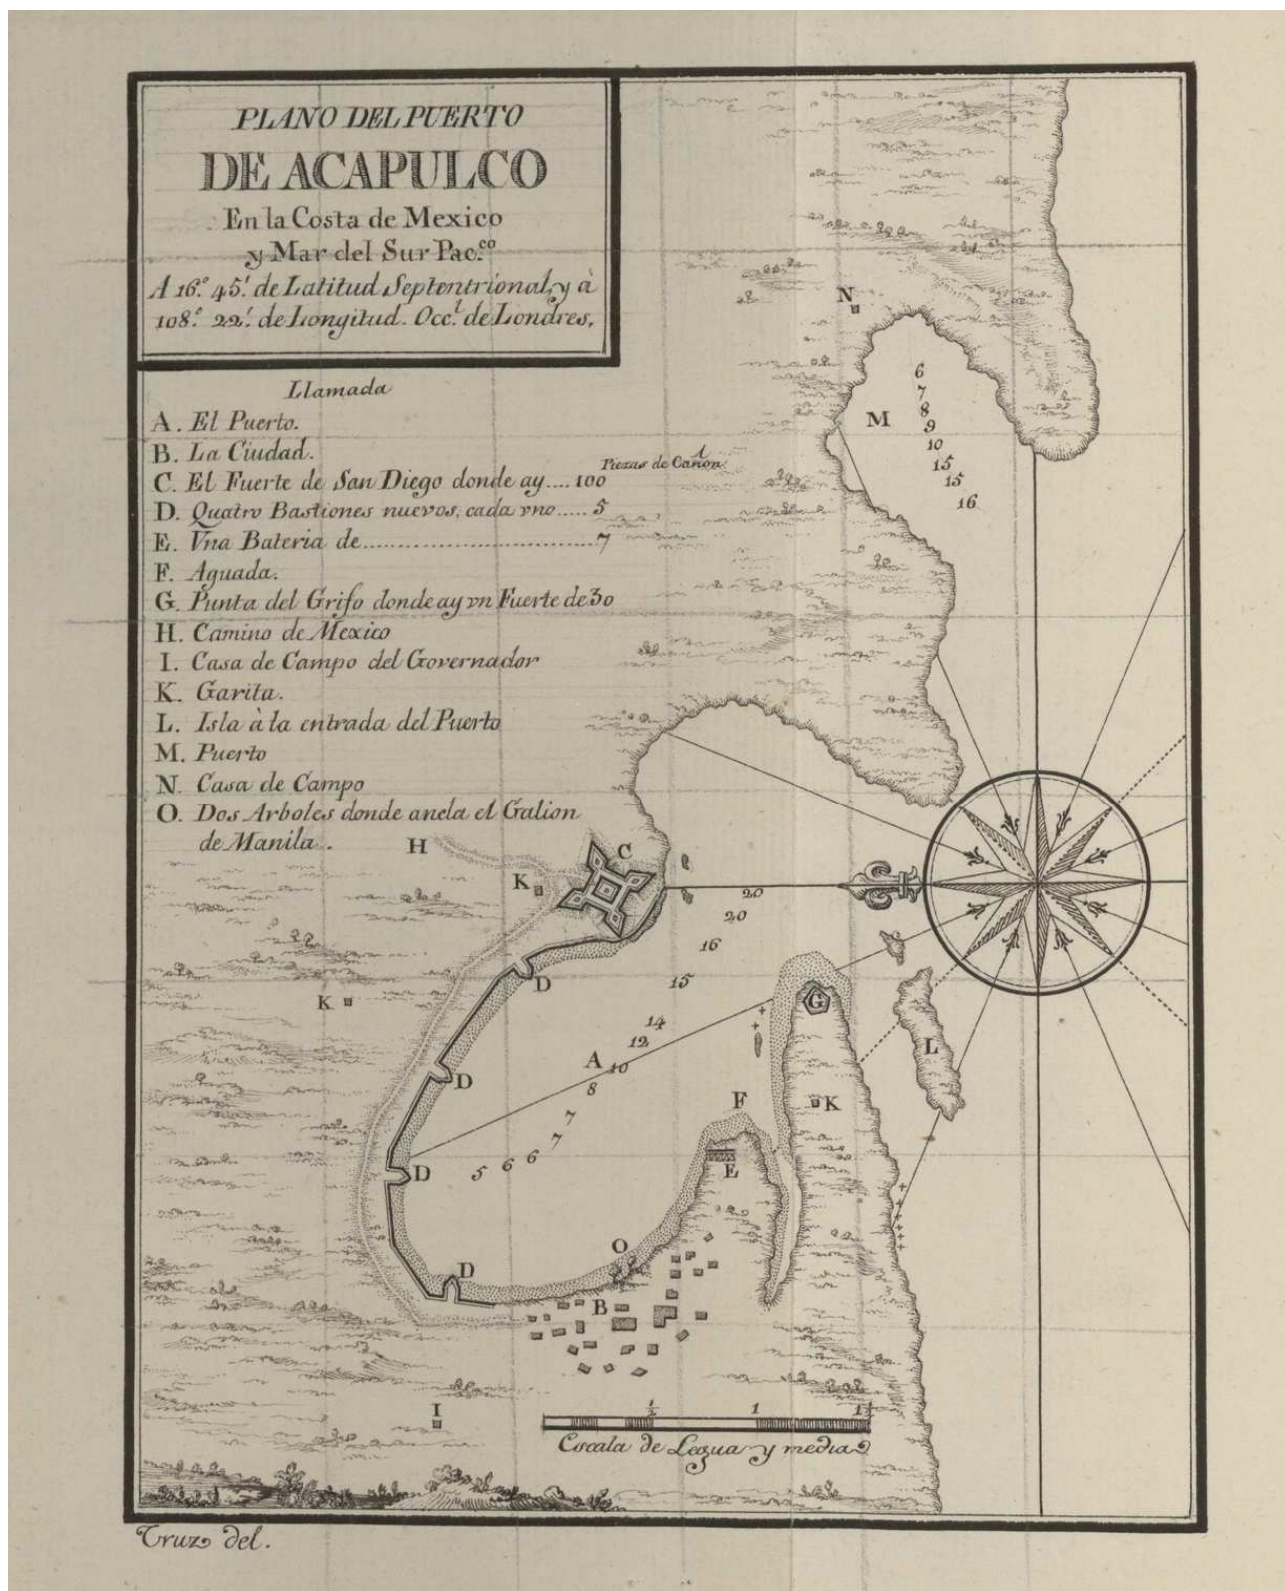 PLANO DEL PUERTO
DE ACAPULCO
En la Costa de Mexico
y Mar del Sur Pac.co
A 16.° 45.' de Latitud Septentrional, y à
108.° 22.' de Longitud. Occ.l de Londres.
Llamada
A. El Puerto.
B. La Ciudad.
Piezas de Cañon
C. El Fuerte de San Diego donde ay.... 100
D. Quatro Bastiones nuevos, cada vno..... 5
E. Vna Bateria de.................................7
F. Aguada.
G. Punta del Grifo donde ay vn Fuerte de 30
H. Camino de Mexico
I. Casa de Campo del Governador
K. Garita.
L. Isla à la entrada del Puerto
M. Puerto
N. Casa de Campo
O. Dos Arboles donde ancla el Galion
de Manila.
N
6
7
8
9
10
15
15
16
M
H
C
K
20
20
16
15
D
K
G
14
12
A
10
8
L
D
7
7
6
6
5
F
K
E
D
O
D
B
I
1/2
1
1 1/2
Escala de Legua y media
Cruz del.